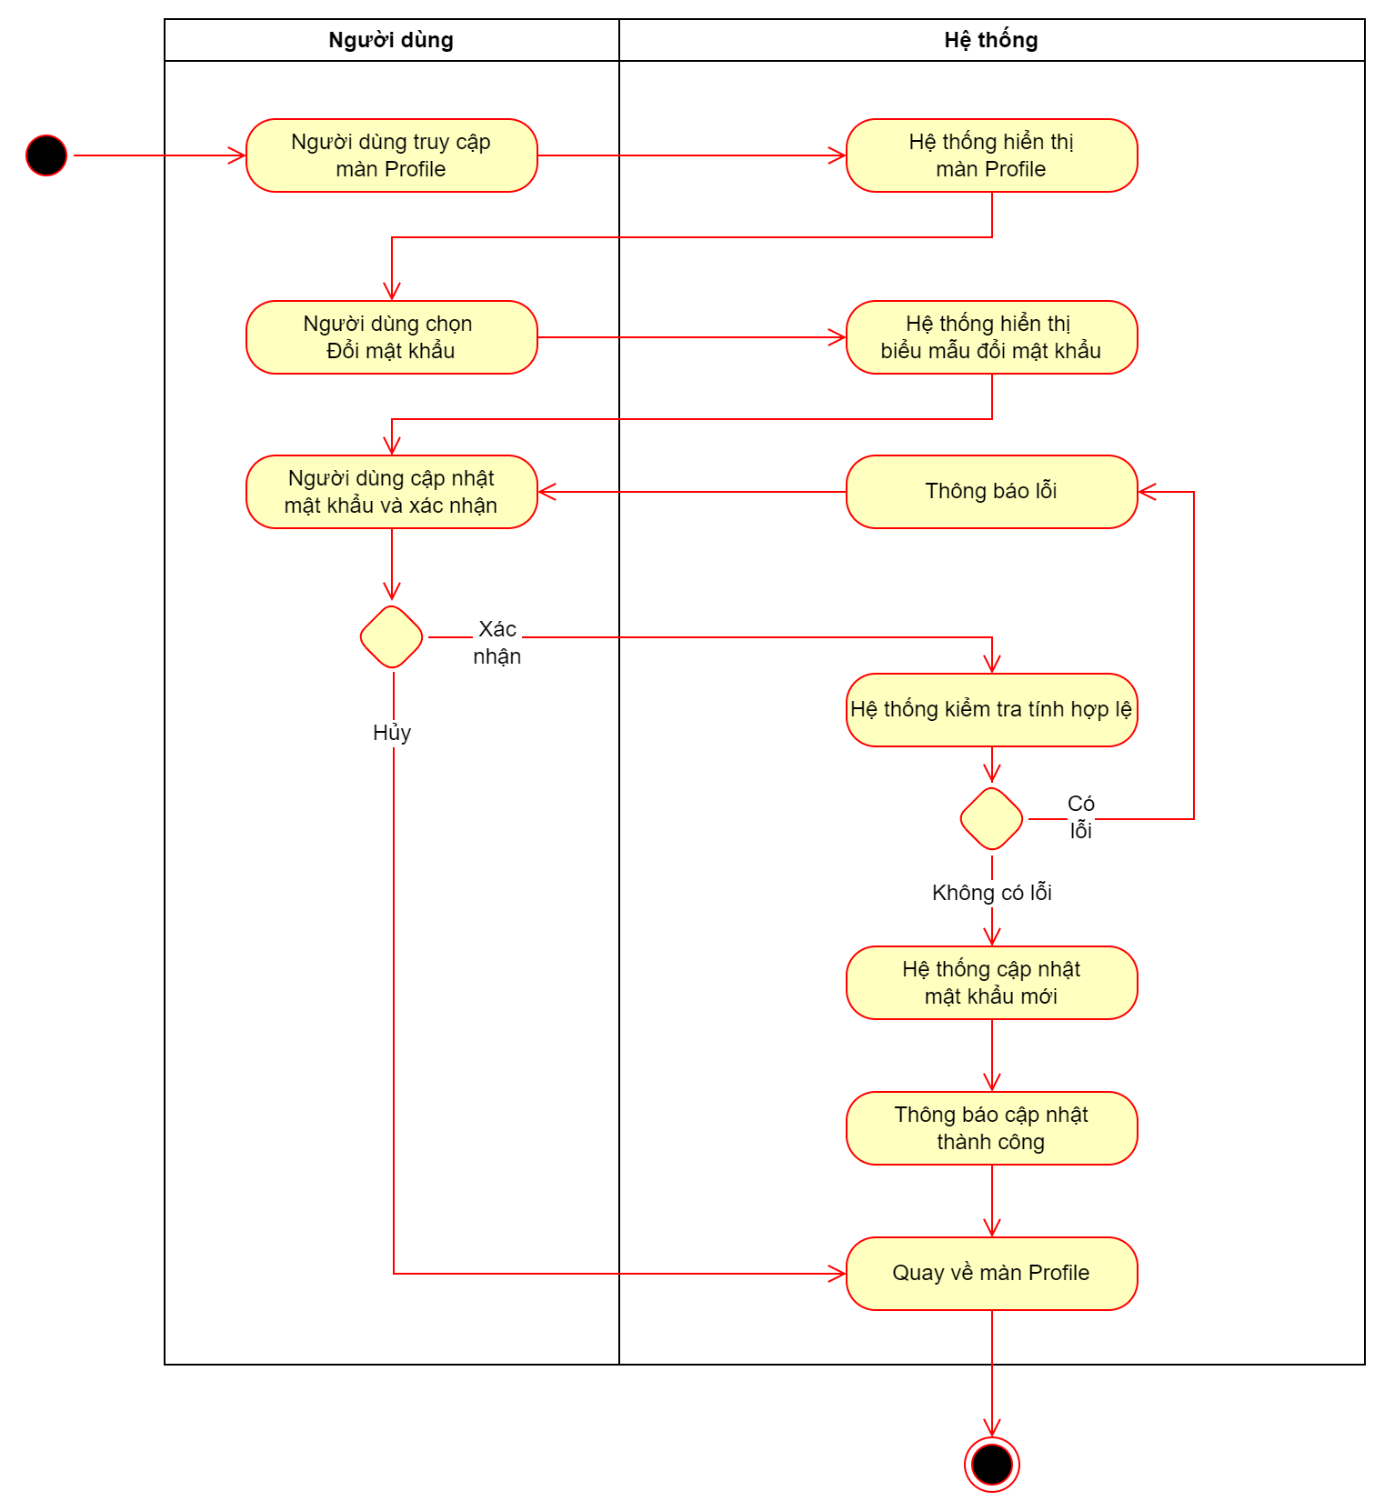 Người dùng
Hệ thống
Người dùng truy cập
màn Profile
Hệ thống hiển thị
màn Profile
Người dùng chọn
Đổi mật khẩu
Hệ thống hiển thị
biểu mẫu đổi mật khẩu
Người dùng cập nhật
mật khẩu và xác nhận
Thông báo lỗi
Xác
nhận
Hủy
Hệ thống kiểm tra tính hợp lệ
Có
lỗi
Không có lỗi
Hệ thống cập nhật
mật khẩu mới
Thông báo cập nhật
thành công
Quay về màn Profile